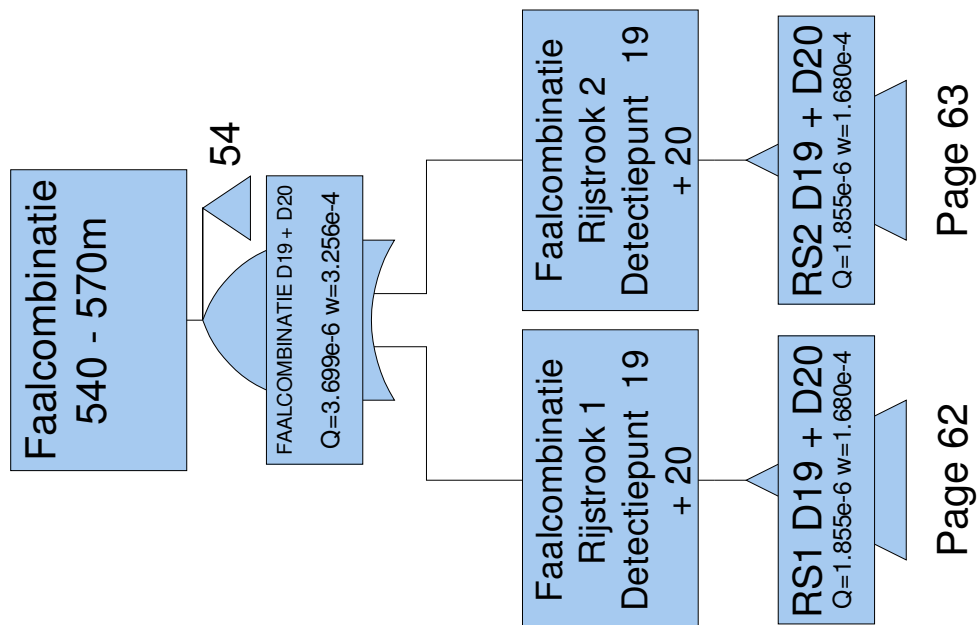 Faalcombinatie
540 - 570m
54
FAALCOMBINATIE D19 + D20
Q=3.699e-6 w=3.256e-4
Faalcombinatie
Rijstrook 1
Detectiepunt 19
+ 20
RS1 D19 + D20
Q=1.855e-6 w=1.680e-4
Page 62
Faalcombinatie
Rijstrook 2
Detectiepunt 19
+ 20
RS2 D19 + D20
Q=1.855e-6 w=1.680e-4
Page 63